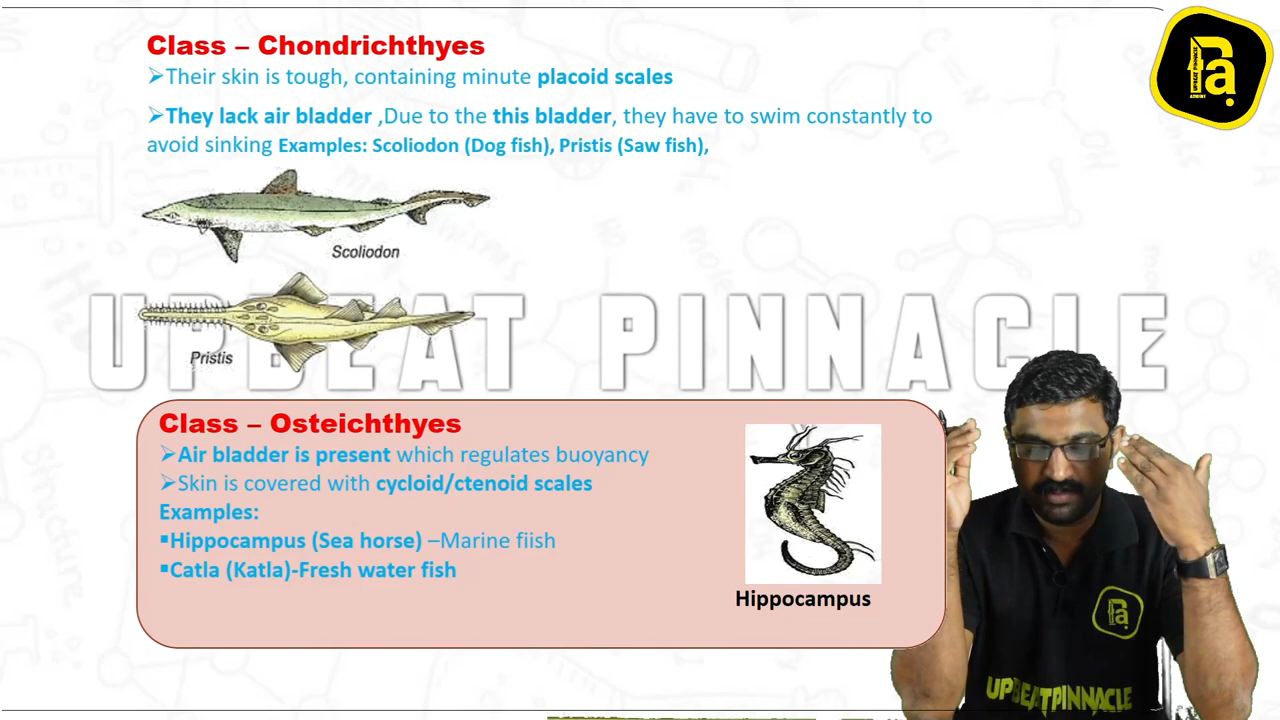 Class – Chondrichthyes
➢Their skin is tough, containing minute placoid scales
➢They lack air bladder ,Due to the this bladder, they have to swim constantly to
avoid sinking Examples: Scoliodon (Dog fish), Pristis (Saw fish),
Scoliodon
UPBEAT PINNACLE
Pristis
Class – Osteichthyes
➢Air bladder is present which regulates buoyancy
➢Skin is covered with cycloid/ctenoid scales
Examples:
▪Hippocampus (Sea horse) –Marine fiish
▪Catla (Katla)-Fresh water fish
Hippocampus
UPBEAT PINNACLE
Pa
UPBEATPINNACLE